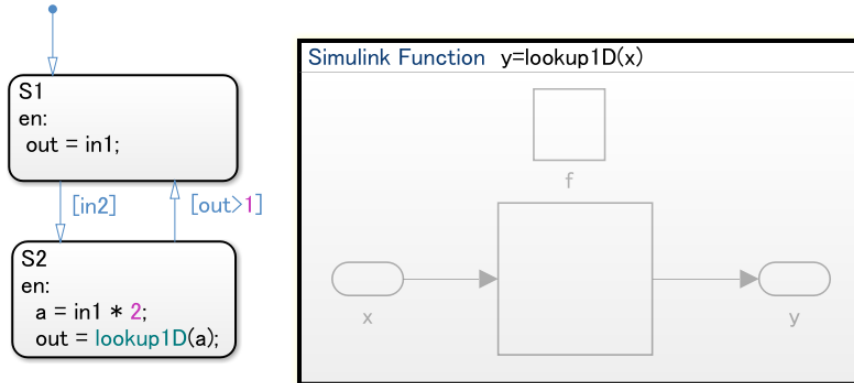 S1
en:
out = in1;
[in2]
[out>1]
S2
en:
a = in1 * 2;
out = lookup1D(a);
Simulink Function y=lookup1D(x)
f
x
y